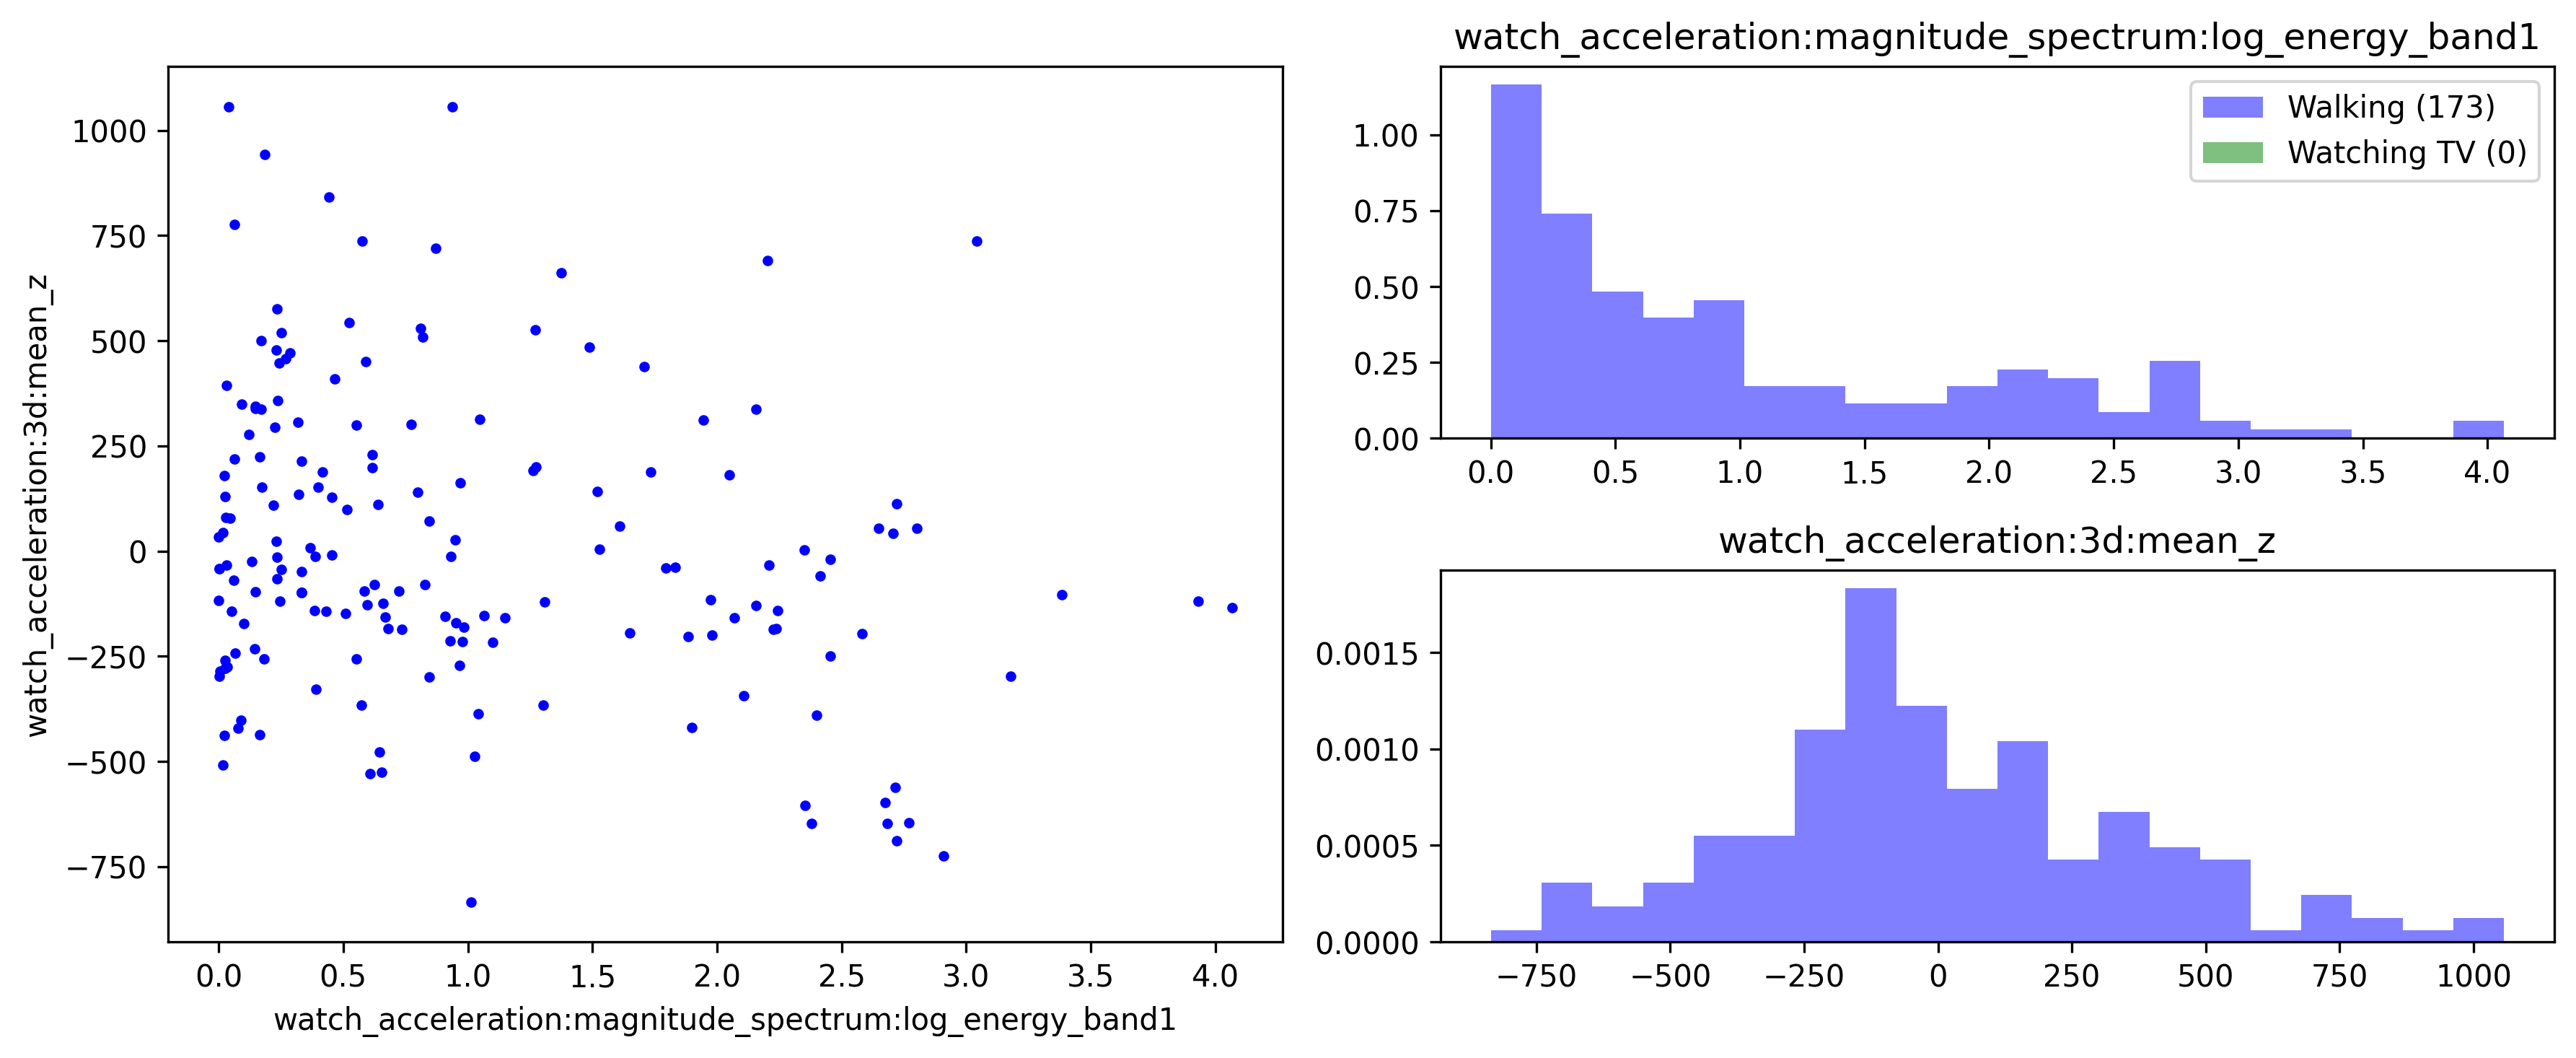 watch_acceleration:3d:mean_z
1000
750
500
250
0
−250
−500
−750
0.0 0.5 1.0 1.5 2.0 2.5 3.0 3.5 4.0
watch_acceleration:magnitude_spectrum:log_energy_band1
watch_acceleration:magnitude_spectrum:log_energy_band1
Walking (173)
Watching TV (0)
1.00
0.75
0.50
0.25
0.00
0.0 0.5 1.0 1.5 2.0 2.5 3.0 3.5 4.0
watch_acceleration:3d:mean_z
0.0015
0.0010
0.0005
0.0000
−750 −500 −250 0 250 500 750 1000